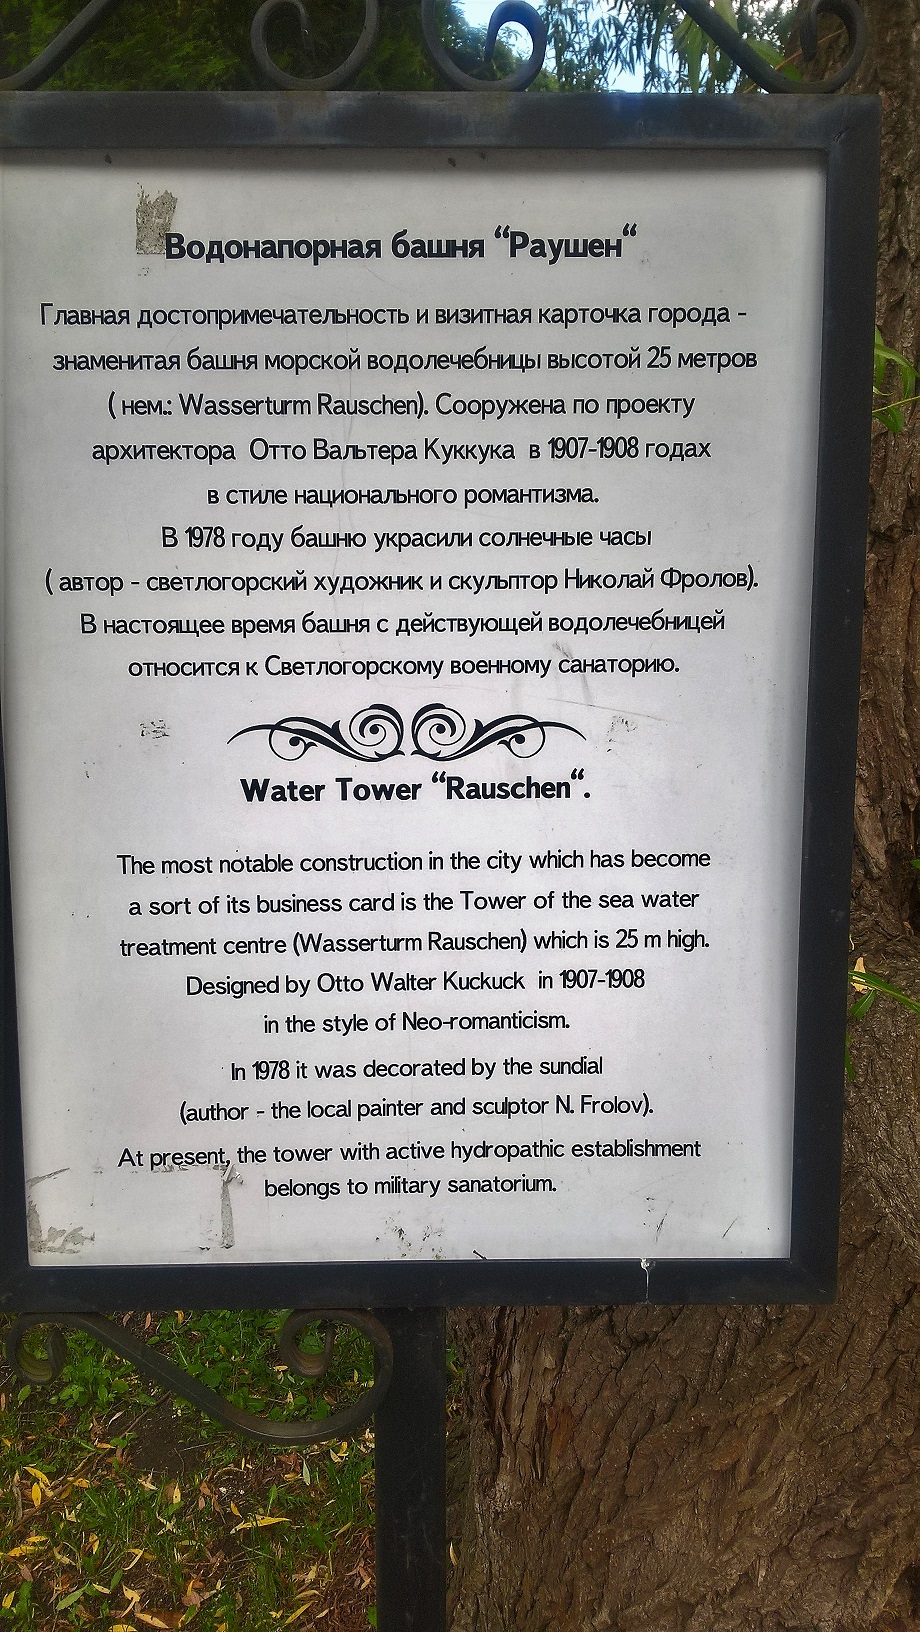 Водонапорная башня “Раушен“
Главная достопримечательность и визитная карточка города -
знаменитая башня морской водолечебницы высотой 25 метров
( нем.: Wasserturm Rauschen). Сооружена по проекту
архитектора Отто Вальтера Куккука в 1907-1908 годах
в стиле национального романтизма.
В 1978 году башню украсили солнечные часы
( автор - светлогорский художник и скульптор Николай Фролов).
В настоящее время башня с действующей водолечебницей
относится к Светлогорскому военному санаторию.
Water Tower “Rauschen“.
The most notable construction in the city which has become
a sort of its business card is the Tower of the sea water
treatment centre (Wasserturm Rauschen) which is 25 m high.
Designed by Otto Walter Kuckuck in 1907-1908
in the style of Neo-romanticism.
In 1978 it was decorated by the sundial
(author - the local painter and sculptor N. Frolov).
At present, the tower with active hydropathic establishment
belongs to military sanatorium.